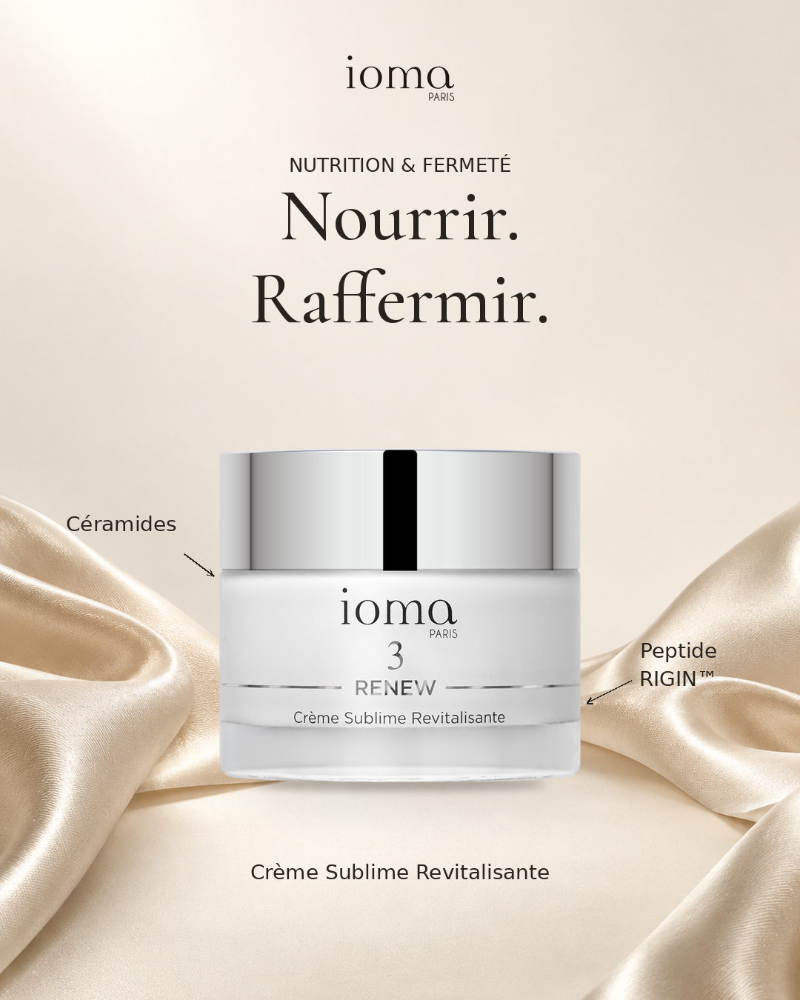 ioma
PARIS
NUTRITION & FERMETÉ
Nourrir.
Raffermir.
Céramides
ioma
PARIS
3
RENEW
Crème Sublime Revitalisante
Peptide
RIGIN™
Crème Sublime Revitalisante